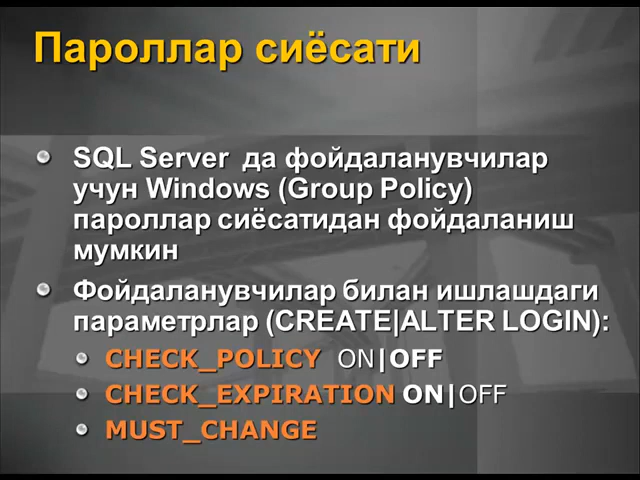 Пароллар сиёсати
SQL Server да фойдаланувчилар
учун Windows (Group Policy)
пароллар сиёсатидан фойдаланиш
мумкин
Фойдаланувчилар билан ишлашдаги
параметрлар (CREATE|ALTER LOGIN):
CHECK_POLICY ON|OFF
CHECK_EXPIRATION ON|OFF
MUST_CHANGE